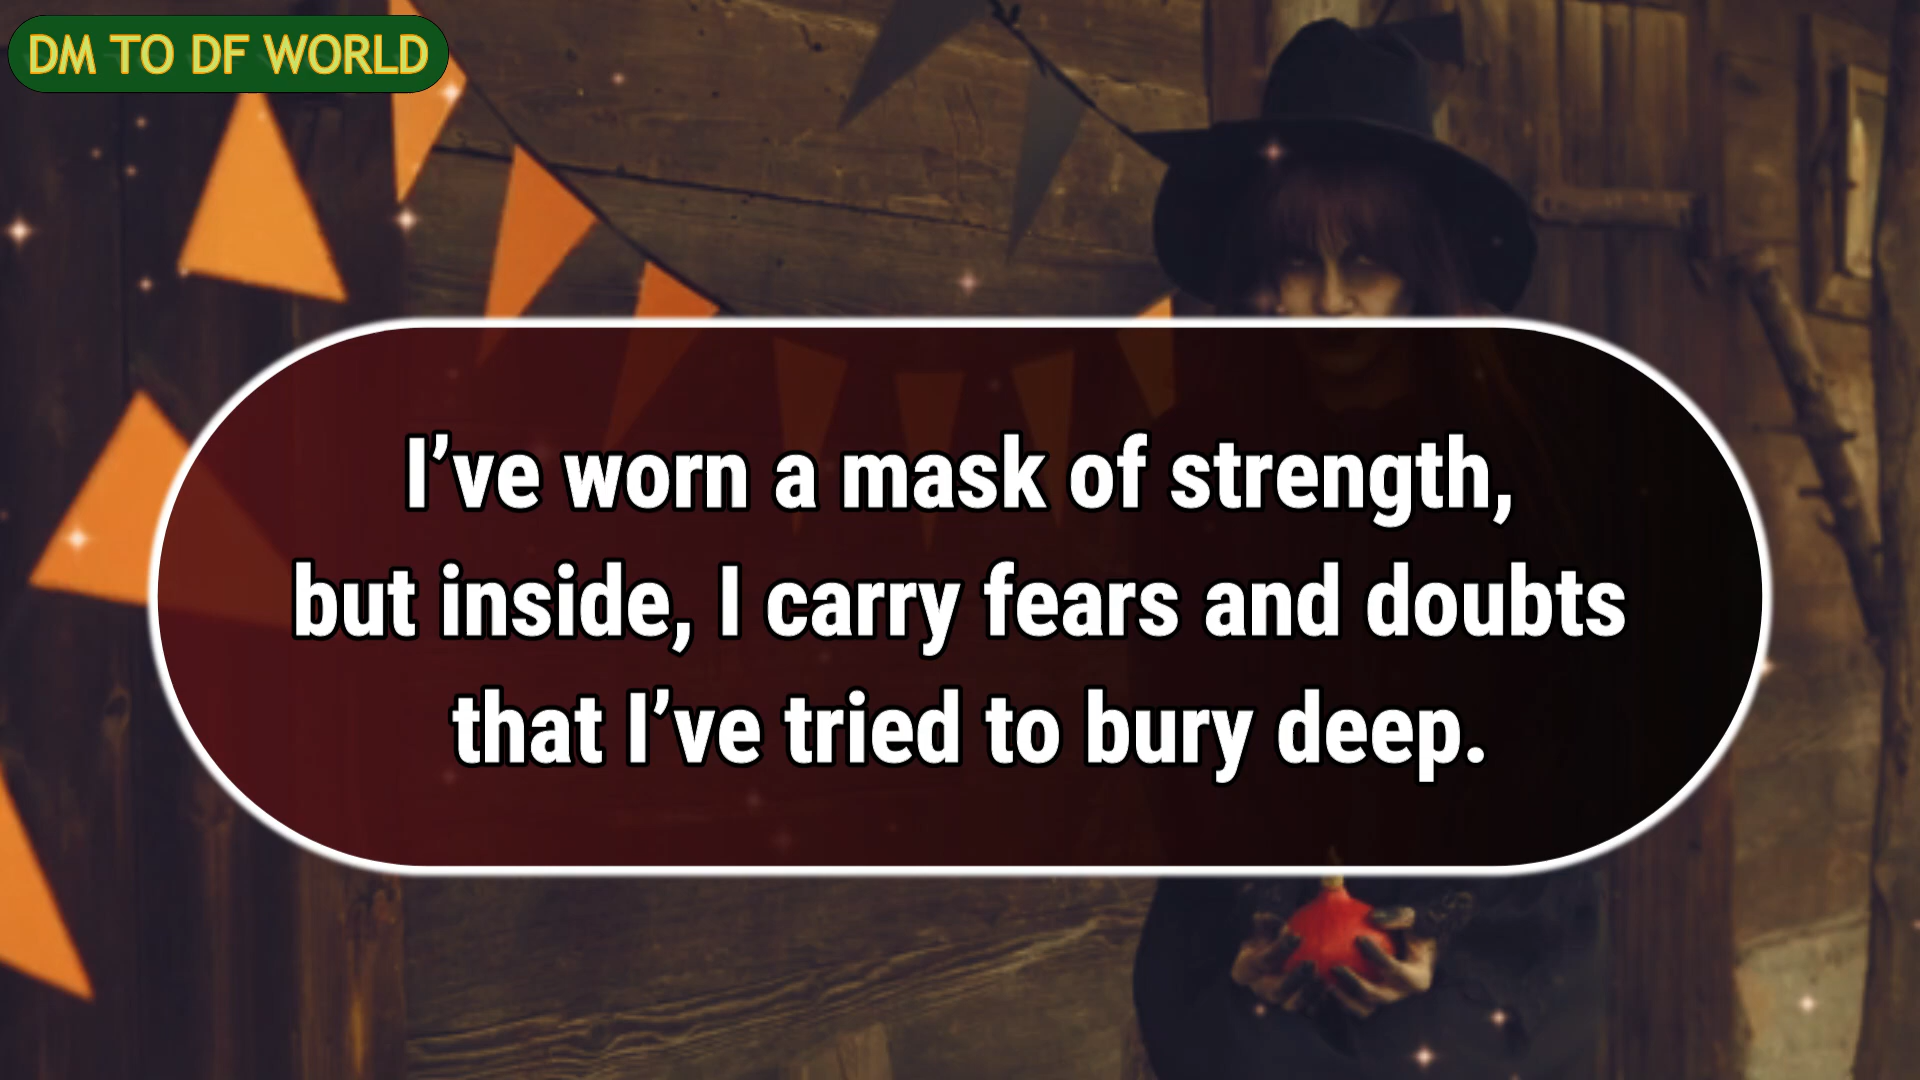 DM TO DF WORLD
I’ve worn a mask of strength,
but inside, I carry fears and doubts
that I’ve tried to bury deep.